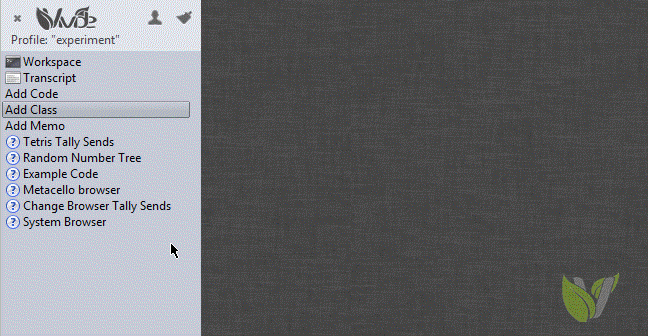 Vivide
Profile: "experiment"
Workspace
Transcript
Add Code
Add Class
Add Memo
Tetris Tally Sends
Random Number Tree
Example Code
Metacello browser
Change Browser Tally Sends
System Browser